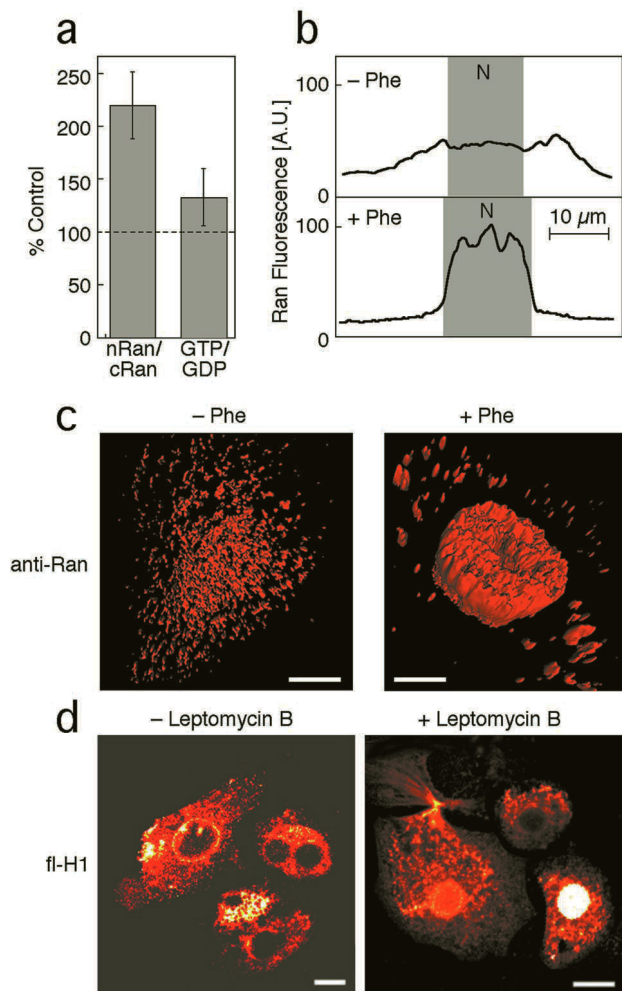 a
250
200
150
100
50
0
% Control
nRan/
cRan
GTP/
GDP
b
Ran Fluorescence [A.U.]
100
0
– Phe
N
100
0
+ Phe
N
10 µm
c
– Phe
+ Phe
anti-Ran
d
– Leptomycin B
+ Leptomycin B
fl-H1